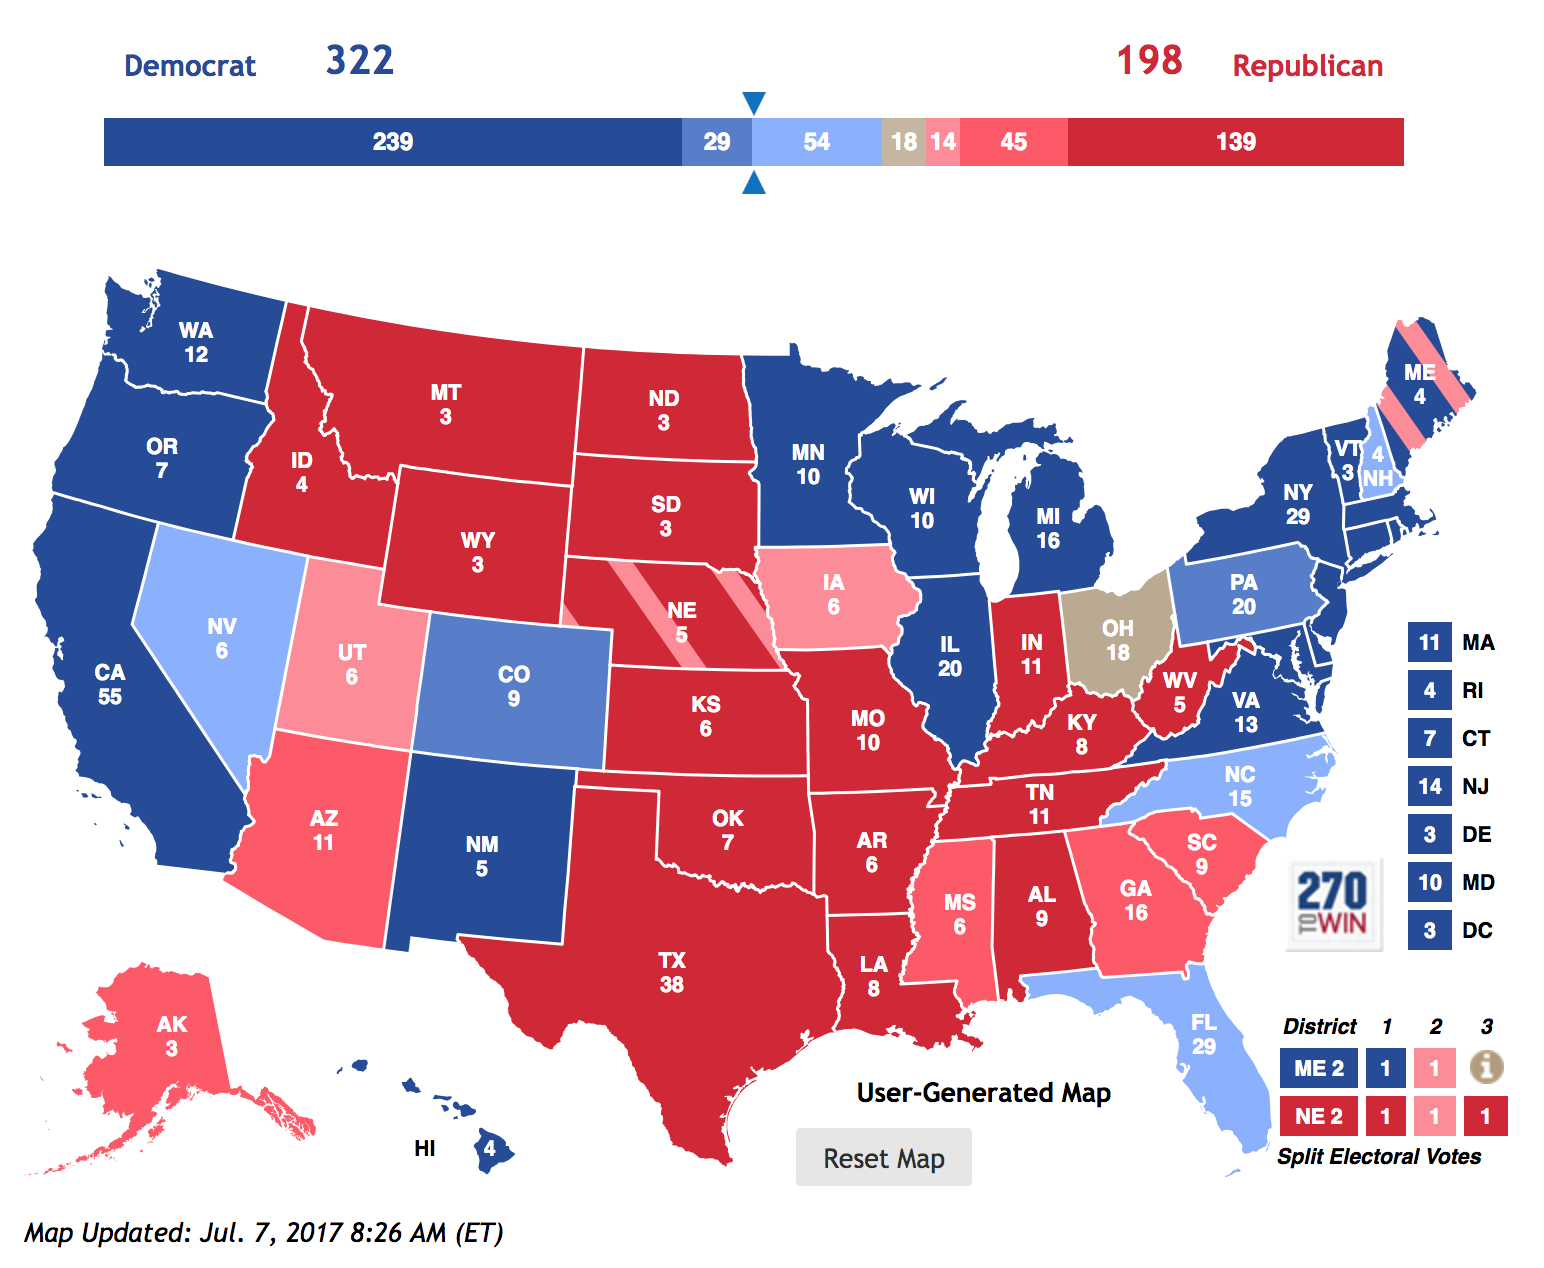 Democrat 322 198 Republican
239 29 54 18 14 45 139
WA
12
OR
7
CA
55
NV
6
ID
4
MT
3
WY
3
UT
6
CO
9
AZ
11
NM
5
ND
3
SD
3
NE
5
KS
6
OK
7
TX
38
MN
10
IA
6
MO
10
AR
6
LA
8
WI
10
IL
20
MI
16
IN
11
OH
18
KY
8
TN
11
MS
6
AL
9
GA
16
FL
29
SC
9
NC
15
VA
13
WV
5
PA
20
NY
29
VT
3
4
NH
ME
4
AK
3
HI 4
11 MA
4 RI
7 CT
14 NJ
3 DE
10 MD
3 DC
270
TO WIN
District 1 2 3
ME 2 1 1 i
NE 2 1 1 1
Split Electoral Votes
User-Generated Map
Reset Map
Map Updated: Jul. 7, 2017 8:26 AM (ET)